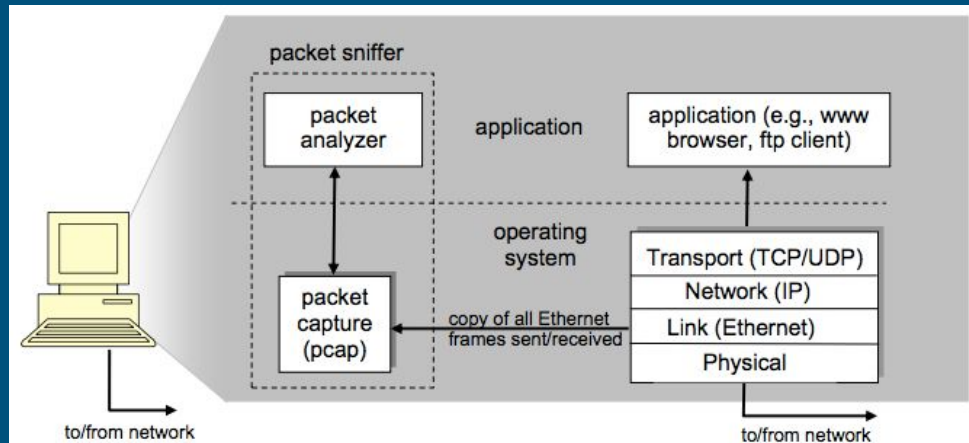 packet sniffer
packet
analyzer
application
application (e.g., www
browser, ftp client)
operating
system
packet
capture
(pcap)
copy of all Ethernet
frames sent/received
Transport (TCP/UDP)
Network (IP)
Link (Ethernet)
Physical
to/from network
to/from network